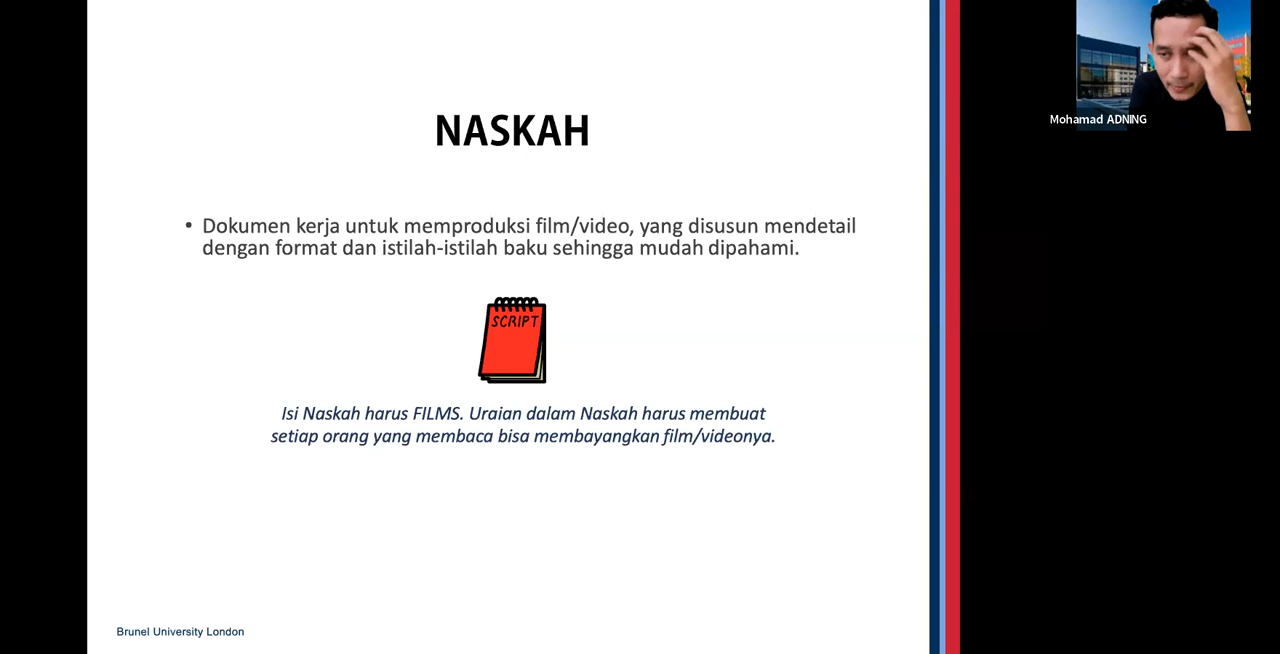 NASKAH
• Dokumen kerja untuk memproduksi film/video, yang disusun mendetail
dengan format dan istilah-istilah baku sehingga mudah dipahami.
SCRIPT
Isi Naskah harus FILMS. Uraian dalam Naskah harus membuat
setiap orang yang membaca bisa membayangkan film/videonya.
Brunel University London
Mohamad ADNING